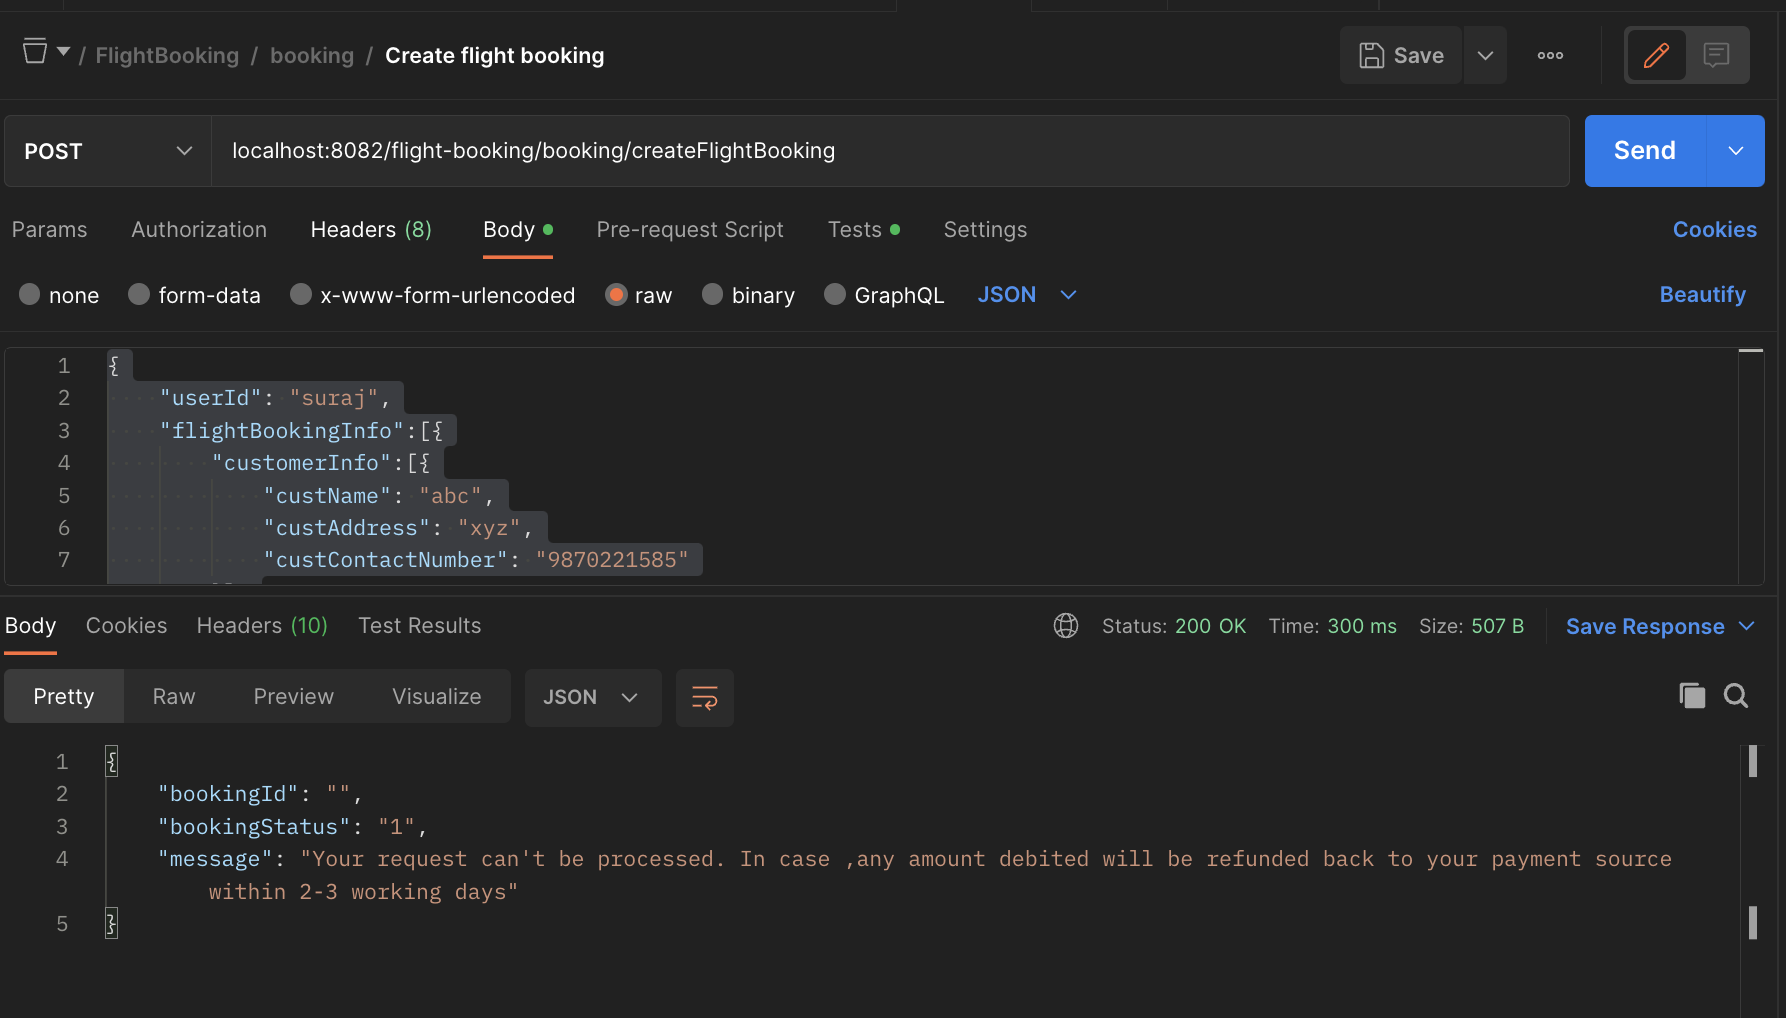 / FlightBooking / booking / Create flight booking
Save
POST
localhost:8082/flight-booking/booking/createFlightBooking
Send
Params Authorization Headers (8) Body Pre-request Script Tests Settings Cookies
none form-data x-www-form-urlencoded raw binary GraphQL JSON Beautify
1 {
2 "userId": "suraj",
3 "flightBookingInfo":[{
4 "customerInfo":[{
5 "custName": "abc",
6 "custAddress": "xyz",
7 "custContactNumber": "9870221585"
Body Cookies Headers (10) Test Results Status: 200 OK Time: 300 ms Size: 507 B Save Response
Pretty Raw Preview Visualize JSON
1 {
2 "bookingId": "",
3 "bookingStatus": "1",
4 "message": "Your request can't be processed. In case ,any amount debited will be refunded back to your payment source
within 2-3 working days"
5 }